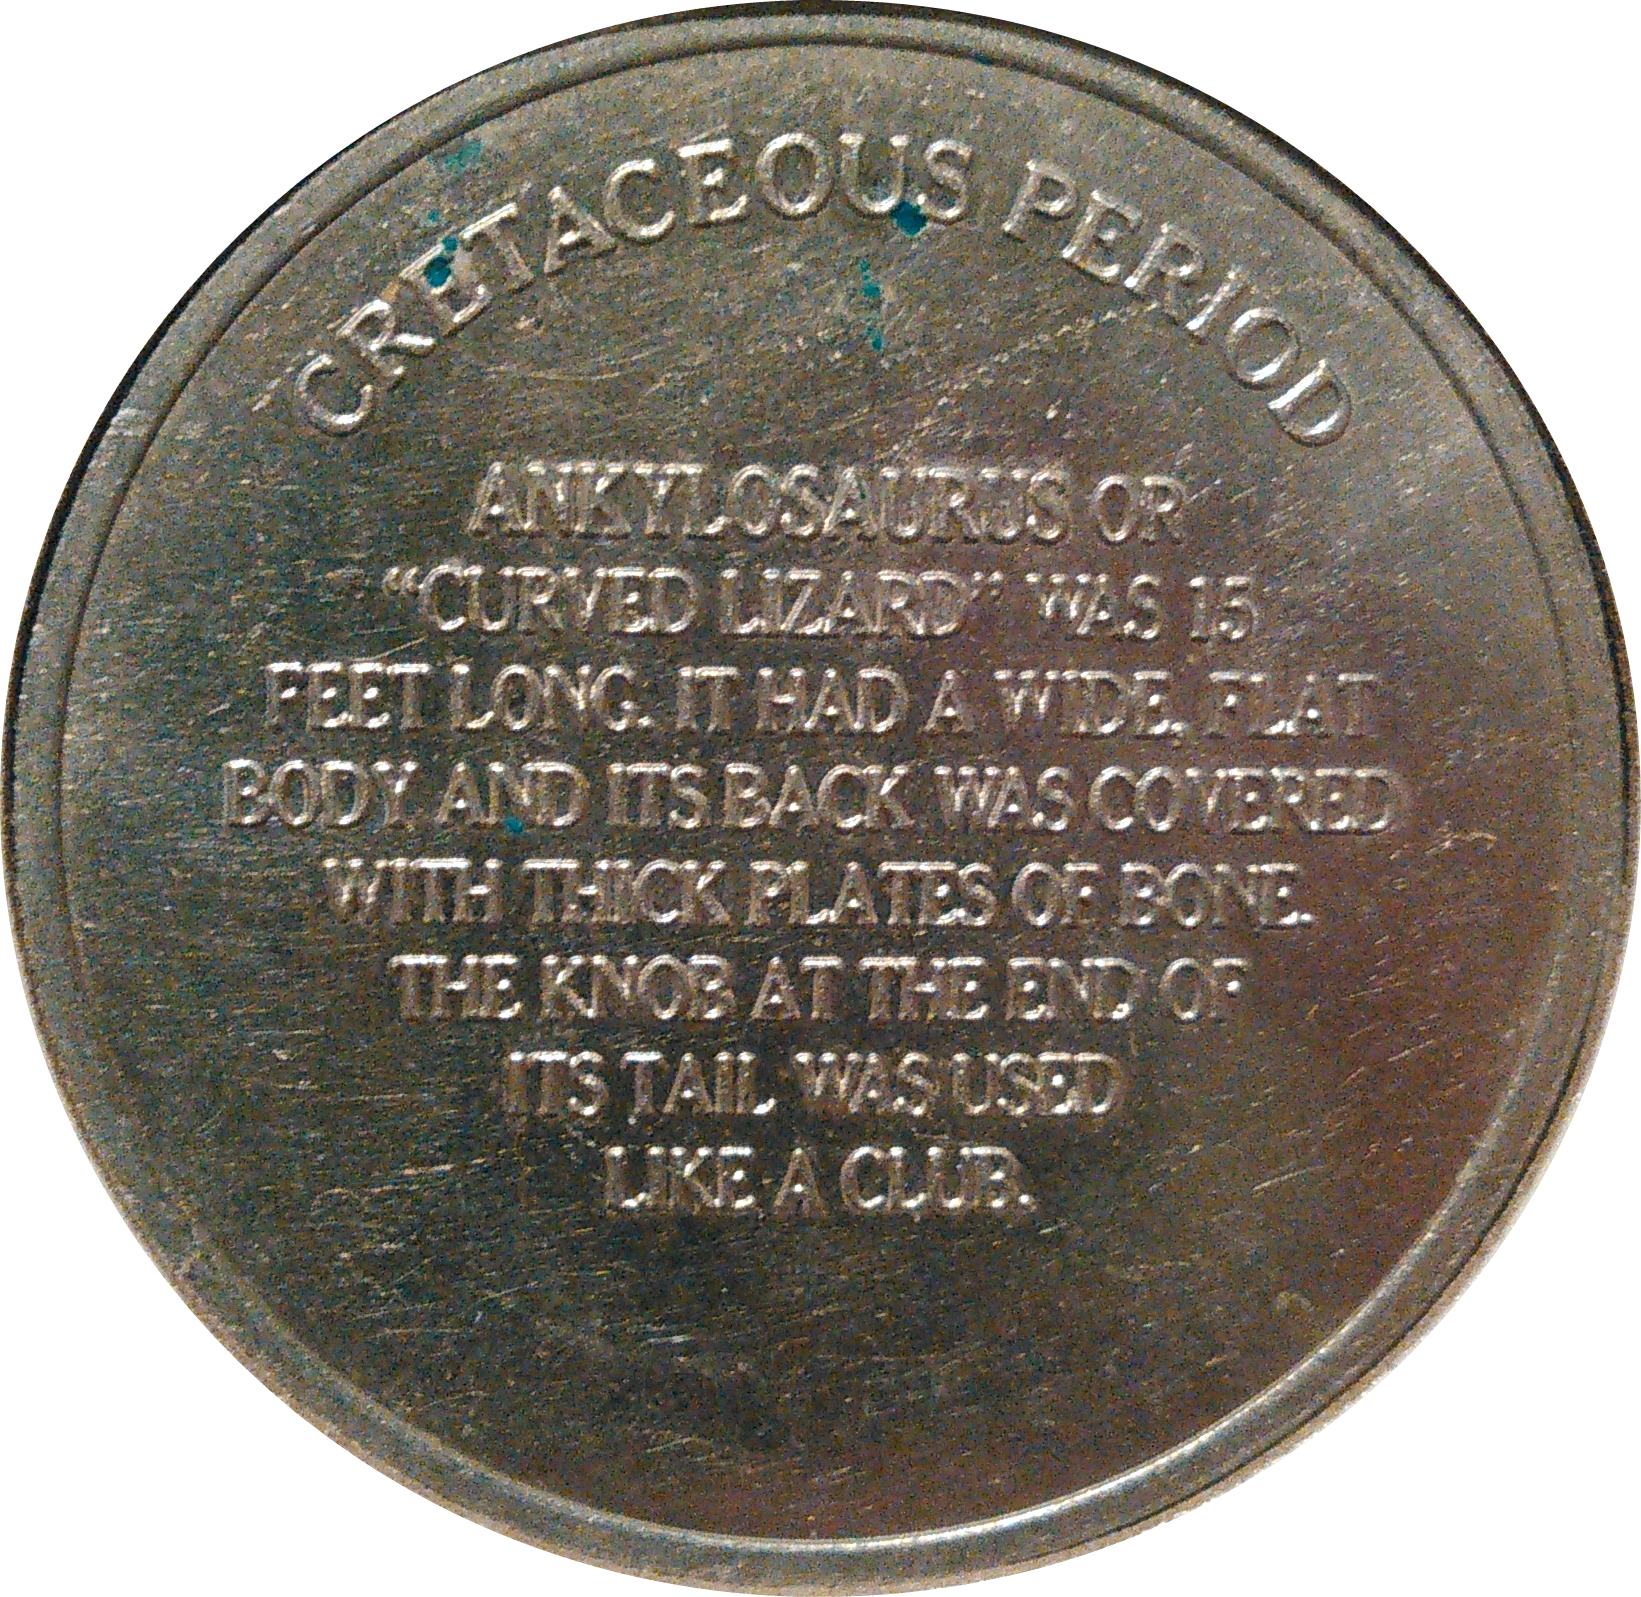 CRETACEOUS PERIOD
ANKYLOSAURUS OR
“CURVED LIZARD” WAS 15
FEET LONG. IT HAD A WIDE, FLAT
BODY AND ITS BACK WAS COVERED
WITH THICK PLATES OF BONE.
THE KNOB AT THE END OF
ITS TAIL WAS USED
LIKE A CLUB.